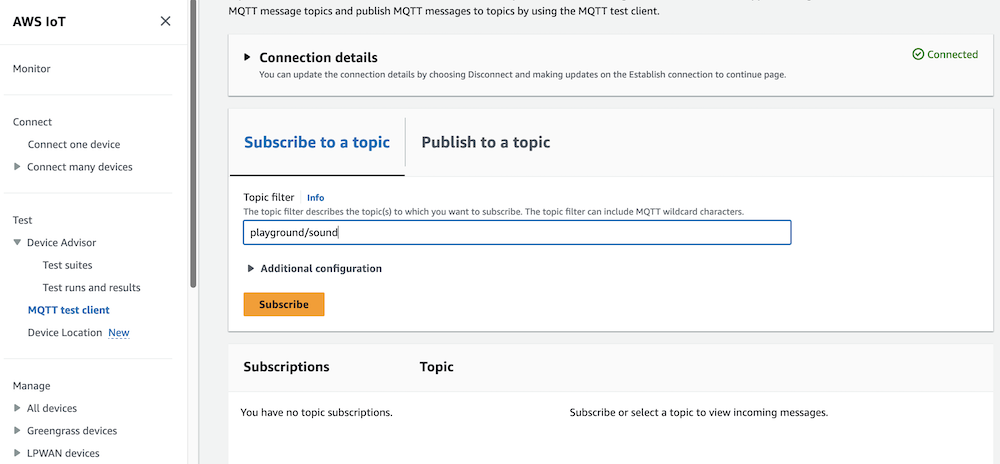 AWS IoT
Monitor
Connect
Connect one device
Connect many devices
Test
Device Advisor
Test suites
Test runs and results
MQTT test client
Device Location New
Manage
All devices
Greengrass devices
LPWAN devices
MQTT message topics and publish MQTT messages to topics by using the MQTT test client.
Connection details
Connected
You can update the connection details by choosing Disconnect and making updates on the Establish connection to continue page.
Subscribe to a topic
Publish to a topic
Topic filter Info
The topic filter describes the topic(s) to which you want to subscribe. The topic filter can include MQTT wildcard characters.
playground/sound
Additional configuration
Subscribe
Subscriptions
Topic
You have no topic subscriptions.
Subscribe or select a topic to view incoming messages.